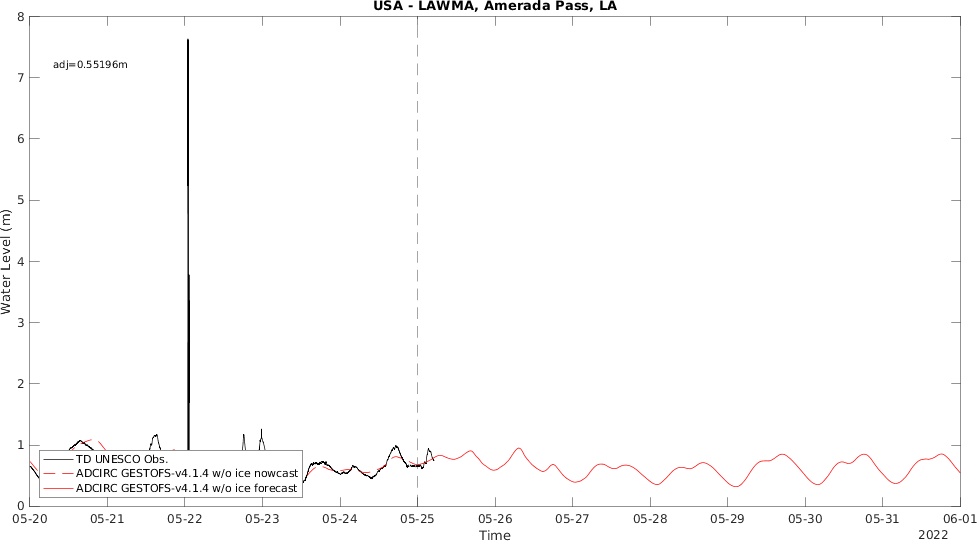 USA - LAWMA, Amerada Pass, LA
8
adj=0.55196m
7
6
5
4
3
2
1
0
Water Level (m)
TD UNESCO Obs.
ADCIRC GESTOFS-v4.1.4 w/o ice nowcast
ADCIRC GESTOFS-v4.1.4 w/o ice forecast
05-20 05-21 05-22 05-23 05-24 05-25 05-26 05-27 05-28 05-29 05-30 05-31 06-01
Time
2022